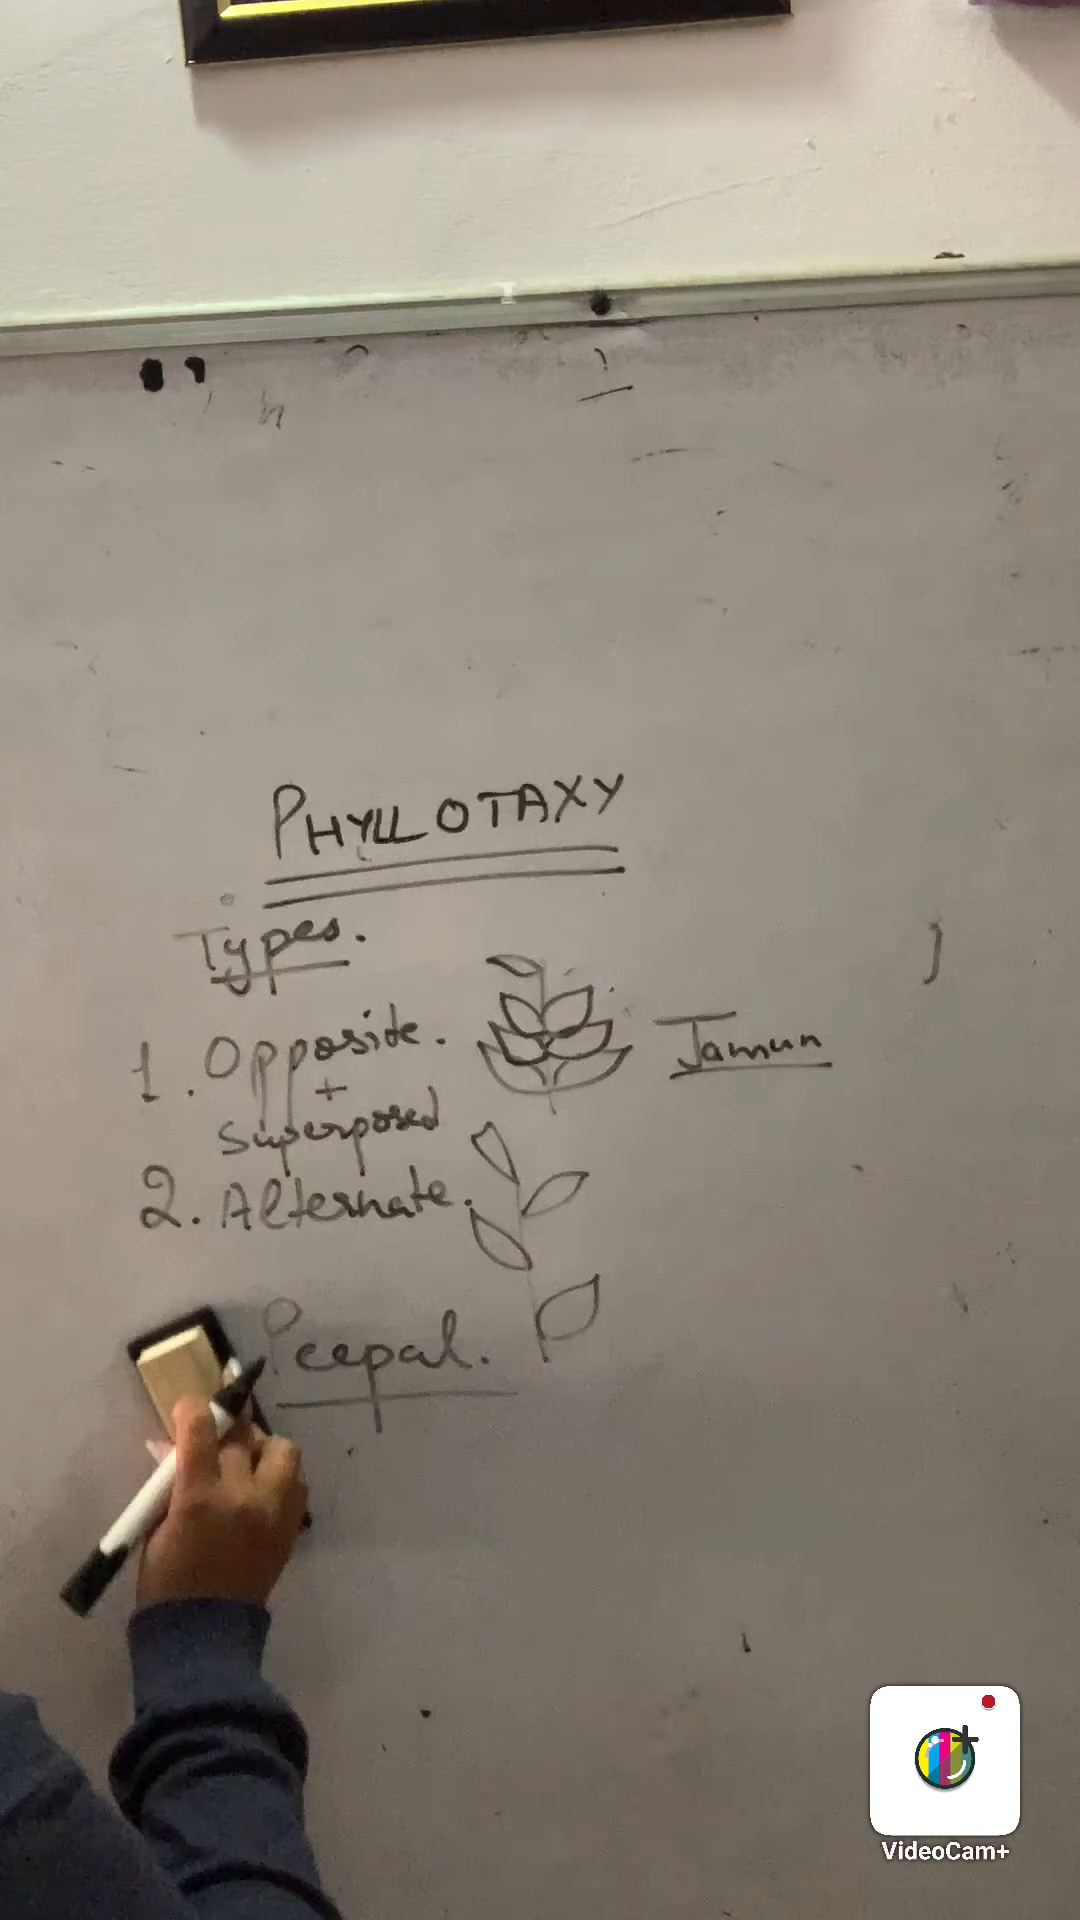 PHYLLOTAXY
Types.
1. Opposite. Jamun
+
Superposed
2. Alternate.
Peepal.
VideoCam+